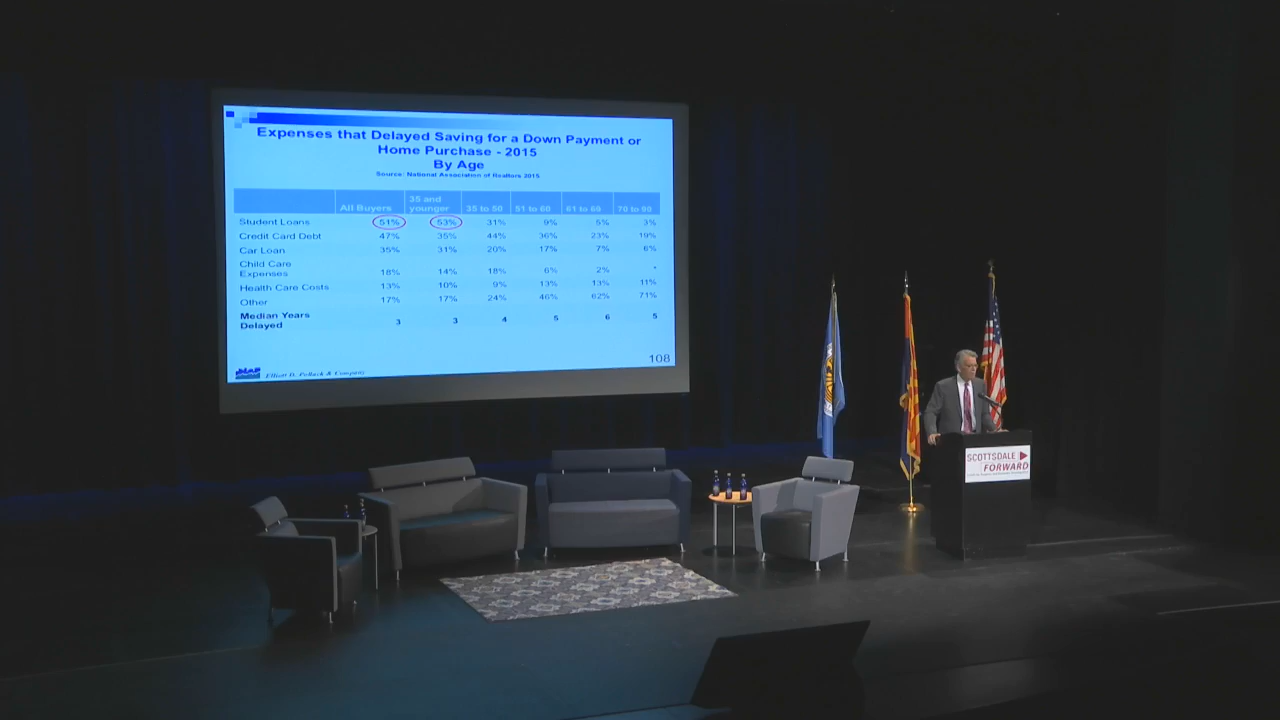 Expenses that Delayed Saving for a Down Payment or
Home Purchase - 2015
By Age
Source: National Association of Realtors 2015
All Buyers 35 and younger 35 to 50 51 to 60 61 to 69 70 to 90
Student Loans 51% 53% 31% 9% 5% 3%
Credit Card Debt 47% 35% 44% 36% 23% 19%
Car Loan 35% 31% 20% 17% 7% 6%
Child Care
Expenses 18% 14% 18% 6% 2% *
Health Care Costs 13% 10% 9% 13% 13% 11%
Other 17% 17% 24% 46% 62% 71%
Median Years
Delayed 3 3 4 5 6 5
108
Elliott D. Pollack & Company
SCOTTSDALE
FORWARD